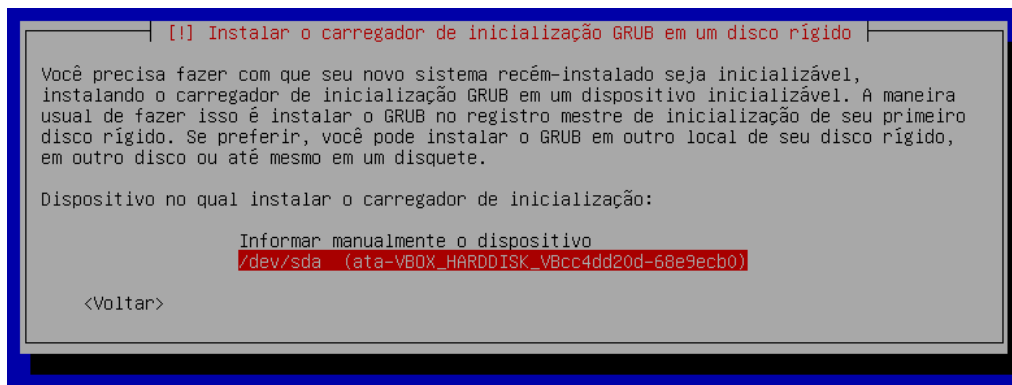 [!] Instalar o carregador de inicialização GRUB em um disco rígido
Você precisa fazer com que seu novo sistema recém-instalado seja inicializável,
instalando o carregador de inicialização GRUB em um dispositivo inicializável. A maneira
usual de fazer isso é instalar o GRUB no registro mestre de inicialização de seu primeiro
disco rígido. Se preferir, você pode instalar o GRUB em outro local de seu disco rígido,
em outro disco ou até mesmo em um disquete.
Dispositivo no qual instalar o carregador de inicialização:
Informar manualmente o dispositivo
/dev/sda  (ata-VBOX_HARDDISK_VBcc4dd20d-68e9ecb0)
<Voltar>